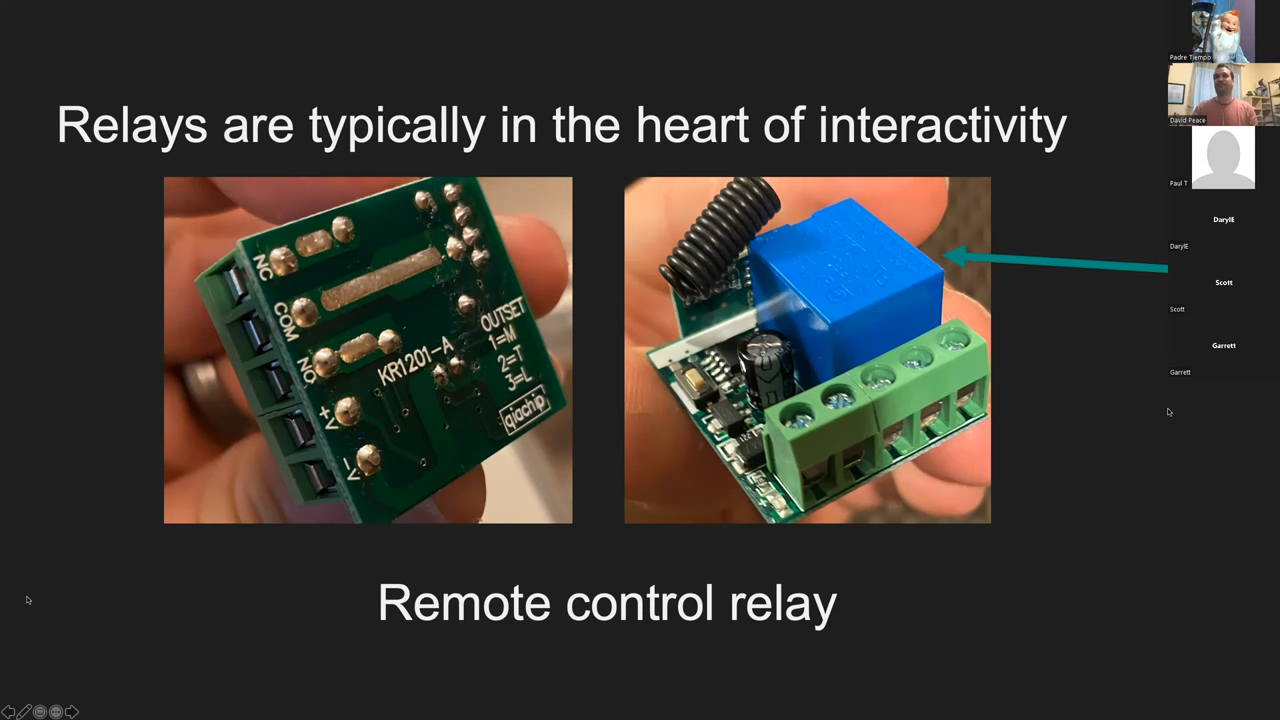 Relays are typically in the heart of interactivity
NC
COM
NO
+V
-V
KR1201-A
OUTSET
1=M
2=T
3=L
qiachip
Remote control relay
Padre Tiempo
David Peace
Paul T
DarylE
DarylE
Scott
Scott
Garrett
Garrett